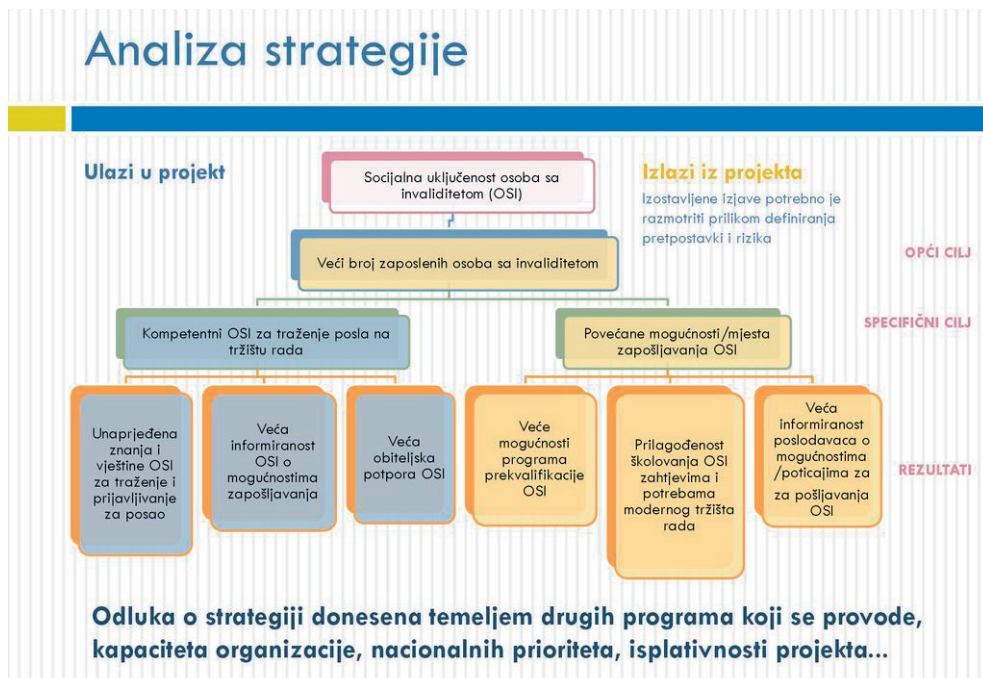 Analiza strategije
Ulazi u projekt
Socijalna uključenost osoba sa
invaliditetom (OSI)
Izlazi iz projekta
Izostavljene izjave potrebno je
razmotriti prilikom definiranja
pretpostavki i rizika
Veći broj zaposlenih osoba sa invaliditetom
OPĆI CILJ
Kompetentni OSI za traženje posla na
tržištu rada
Povećane mogućnosti/mjesta
zapošljavanja OSI
SPECIFIČNI CILJ
Unaprjeđena
znanja i
vještine OSI
za traženje i
prijavljivanje
za posao
Veća
informiranost
OSI o
mogućnostima
zapošljavanja
Veća
obiteljska
potpora OSI
Veće
mogućnosti
programa
prekvalifikacije
OSI
Prilagođenost
školovanja OSI
zahtjevima i
potrebama
modernog tržišta
rada
Veća
informiranost
poslodavaca o
mogućnostima
/poticajima za
za pošljavanja
OSI
REZULTATI
Odluka o strategiji donesena temeljem drugih programa koji se provode,
kapaciteta organizacije, nacionalnih prioriteta, isplativnosti projekta...